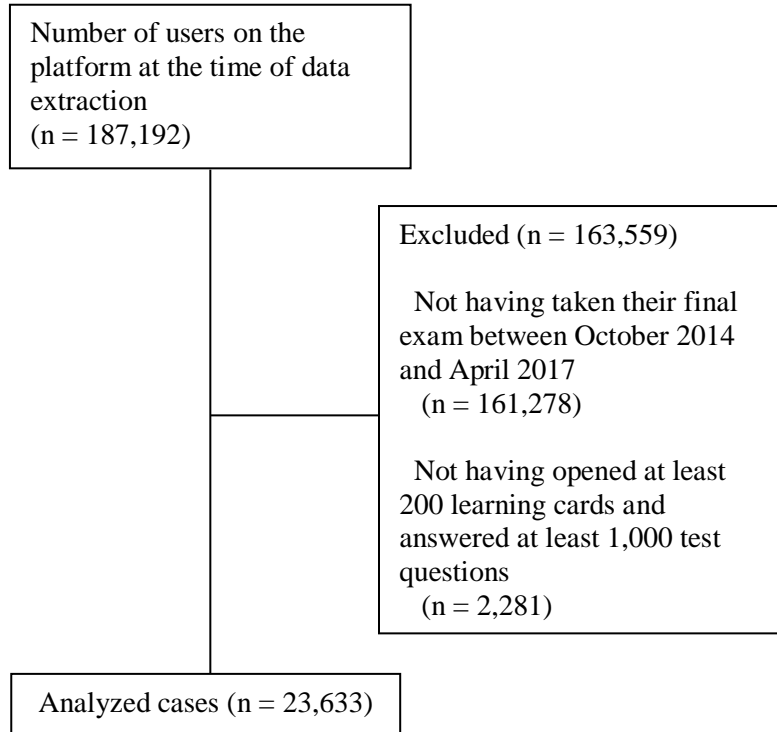 Number of users on the
platform at the time of data
extraction
(n = 187,192)
Excluded (n = 163,559)
Not having taken their final
exam between October 2014
and April 2017
(n = 161,278)
Not having opened at least
200 learning cards and
answered at least 1,000 test
questions
(n = 2,281)
Analyzed cases (n = 23,633)